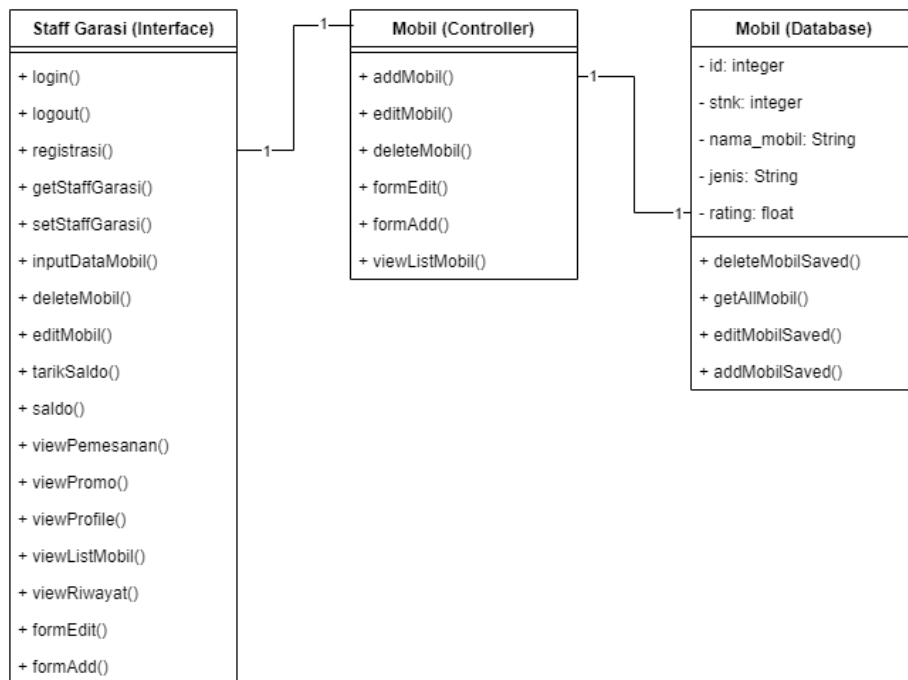 Staff Garasi (Interface)
+ login()
+ logout()
+ registrasi()
+ getStaffGarasi()
+ setStaffGarasi()
+ inputDataMobil()
+ deleteMobil()
+ editMobil()
+ tarikSaldo()
+ saldo()
+ viewPemesanan()
+ viewPromo()
+ viewProfile()
+ viewListMobil()
+ viewRiwayat()
+ formEdit()
+ formAdd()
1
1
Mobil (Controller)
+ addMobil()
+ editMobil()
+ deleteMobil()
+ formEdit()
+ formAdd()
+ viewListMobil()
1
1
Mobil (Database)
- id: integer
- stnk: integer
- nama_mobil: String
- jenis: String
- rating: float
+ deleteMobilSaved()
+ getAllMobil()
+ editMobilSaved()
+ addMobilSaved()